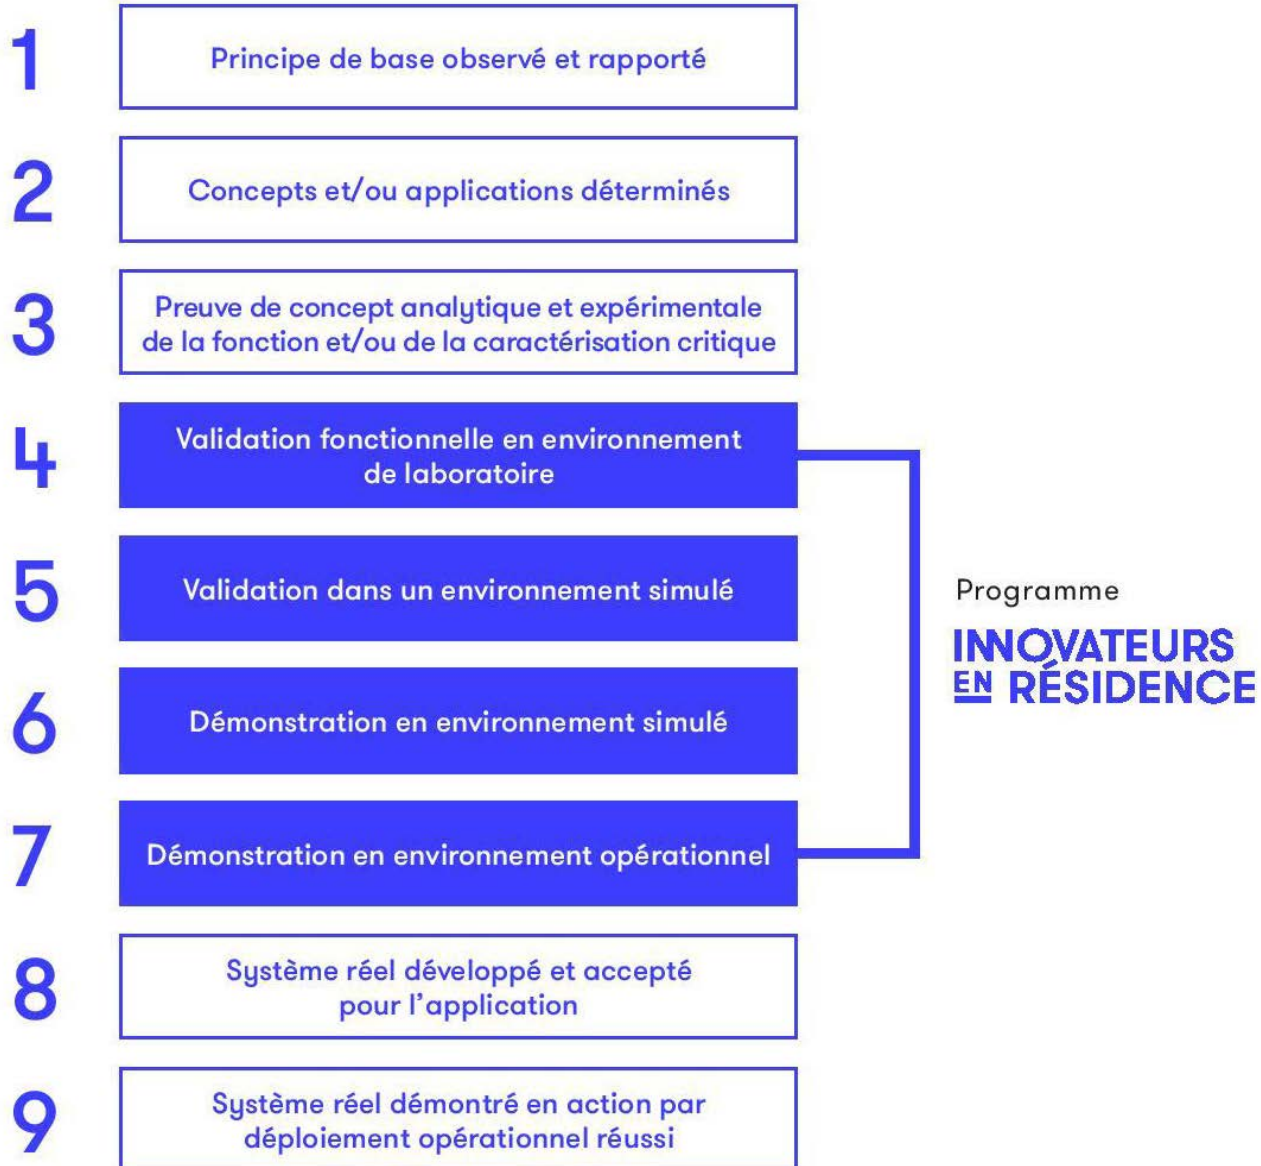 1
Principe de base observé et rapporté
2
Concepts et/ou applications déterminés
3
Preuve de concept analytique et expérimentale
de la fonction et/ou de la caractérisation critique
4
Validation fonctionnelle en environnement
de laboratoire
5
Validation dans un environnement simulé
6
Démonstration en environnement simulé
7
Démonstration en environnement opérationnel
8
Système réel développé et accepté
pour l'application
9
Système réel démontré en action par
déploiement opérationnel réussi
Programme
INNOVATEURS
EN RÉSIDENCE